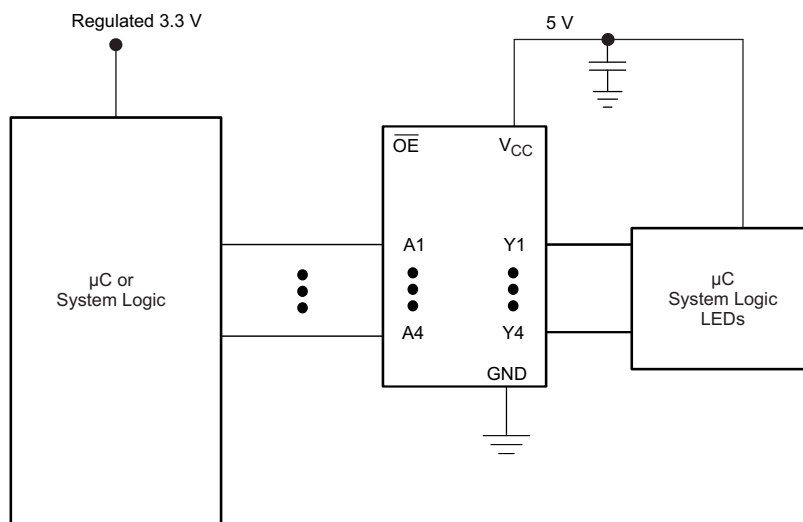 Regulated 3.3 V
5 V
OE
VCC
µC or
System Logic
A1
Y1
A4
Y4
GND
µC
System Logic
LEDs